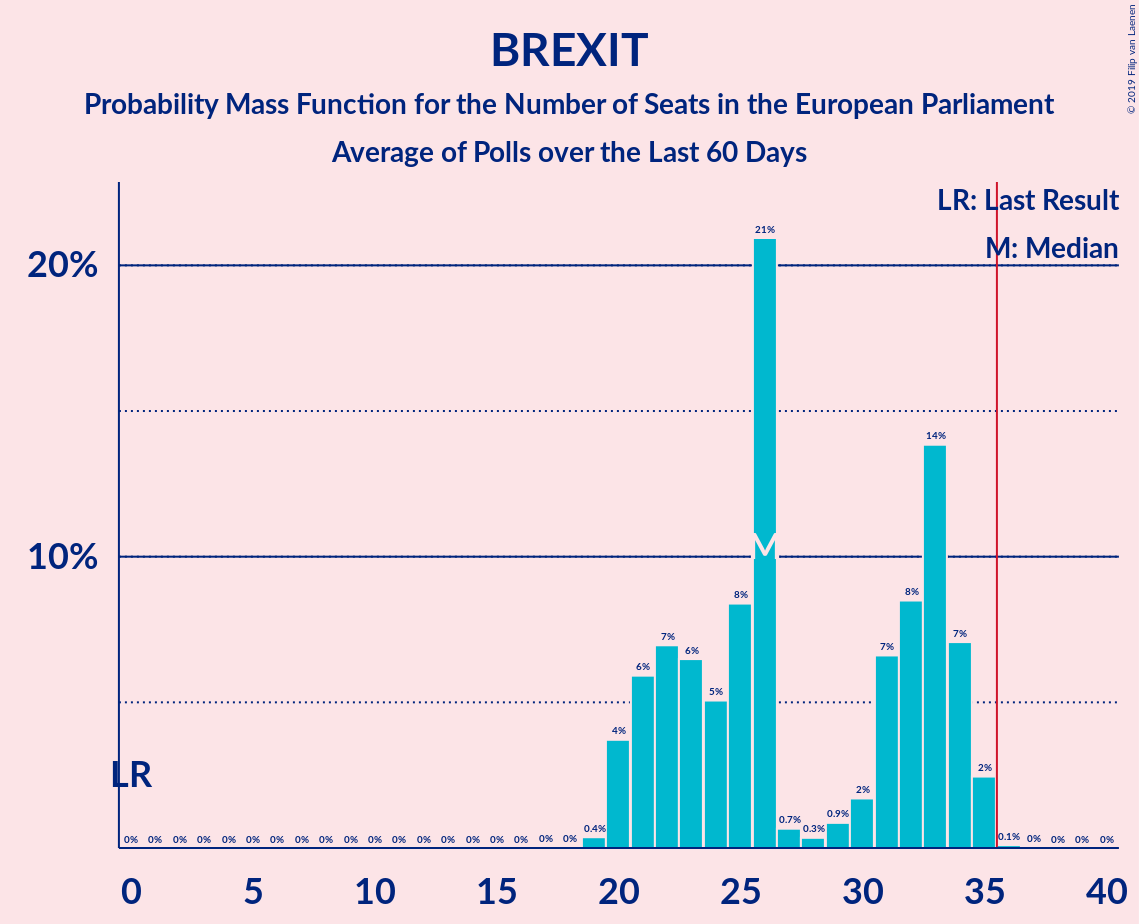 BREXIT
Probability Mass Function for the Number of Seats in the European Parliament
Average of Polls over the Last 60 Days
© 2019 Filip van Laenen
LR: Last Result
M: Median
20%
10%
21%
14%
8%
8%
7%
6%
6%
7%
7%
5%
4%
M
LR
2%
2%
0% 0% 0% 0% 0% 0% 0% 0% 0% 0% 0% 0% 0% 0% 0% 0% 0% 0% 0% 0.4% 0.7% 0.3% 0.9% 0.1% 0% 0% 0% 0%
0 5 10 15 20 25 30 35 40